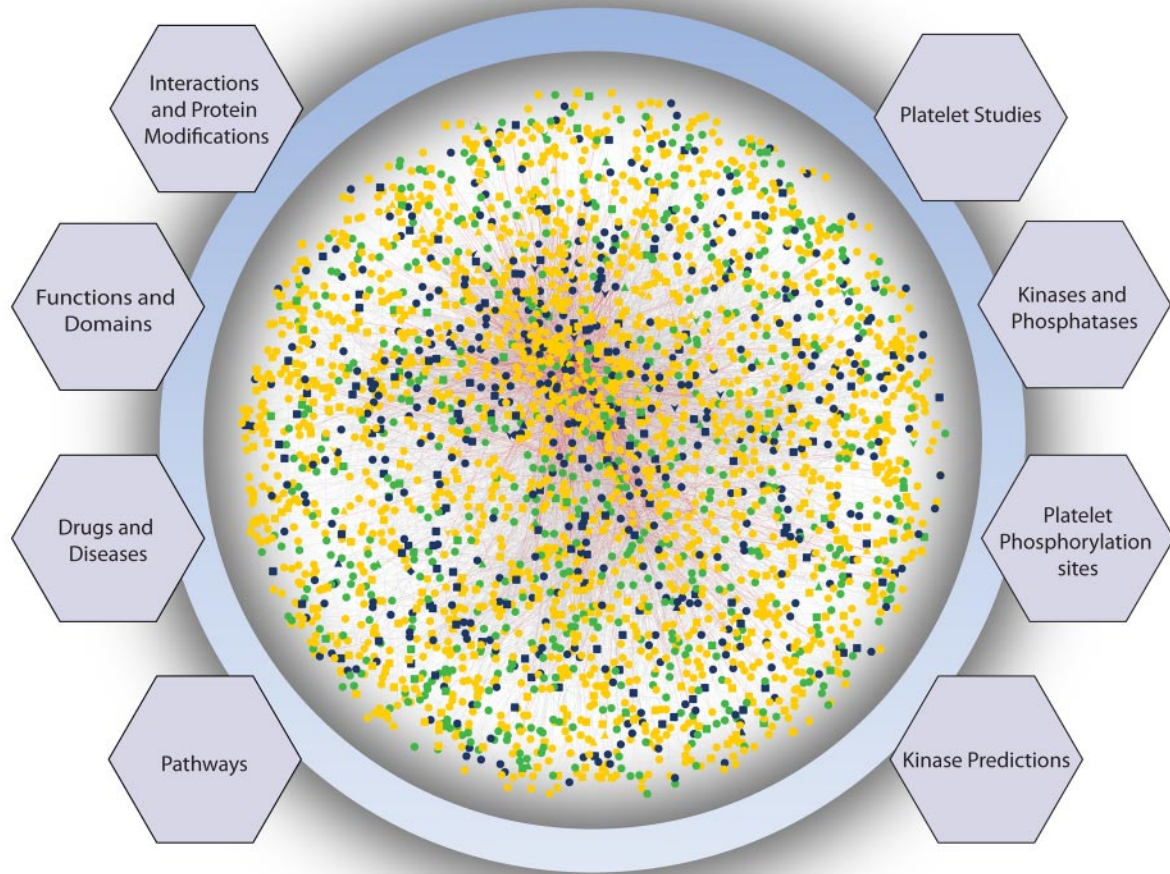 Interactions
and Protein
Modifications
Platelet Studies
Functions and
Domains
Kinases and
Phosphatases
Drugs and
Diseases
Platelet
Phosphorylation
sites
Pathways
Kinase Predictions